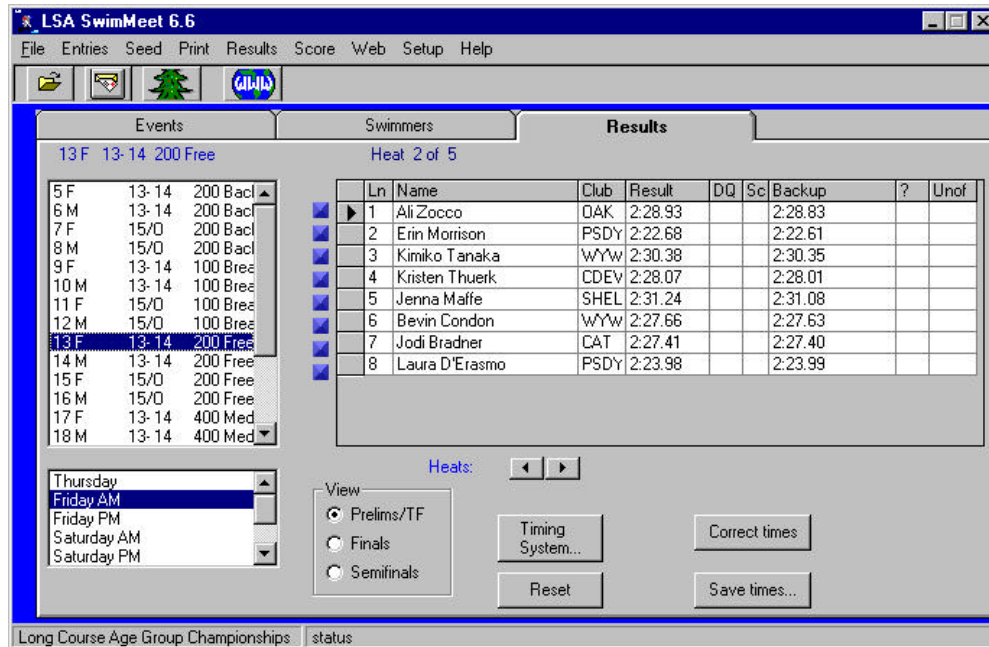 LSA SwimMeet 6.6
File Entries Seed Print Results Score Web Setup Help
WWW
Events Swimmers Results
13 F 13-14 200 Free Heat 2 of 5
5 F 13-14 200 Bacl
6 M 13-14 200 Bacl
7 F 15/O 200 Bacl
8 M 15/O 200 Bacl
9 F 13-14 100 Brea
10 M 13-14 100 Brea
11 F 15/O 100 Brea
12 M 15/O 100 Brea
13 F 13-14 200 Free
14 M 13-14 200 Free
15 F 15/O 200 Free
16 M 15/O 200 Free
17 F 13-14 400 Med
18 M 13-14 400 Med
Ln Name Club Result DQ Sc Backup ? Unof
1 Ali Zocco OAK 2:28.93 2:28.83
2 Erin Morrison PSDY 2:22.68 2:22.61
3 Kimiko Tanaka WYW 2:30.38 2:30.35
4 Kristen Thuerk CDEV 2:28.07 2:28.01
5 Jenna Maffe SHEL 2:31.24 2:31.08
6 Bevin Condon WYW 2:27.66 2:27.63
7 Jodi Bradner CAT 2:27.41 2:27.40
8 Laura D'Erasmo PSDY 2:23.98 2:23.99
Heats:
Thursday
Friday AM
Friday PM
Saturday AM
Saturday PM
View
Prelims/TF
Finals
Semifinals
Timing
System...
Reset
Correct times
Save times...
Long Course Age Group Championships status